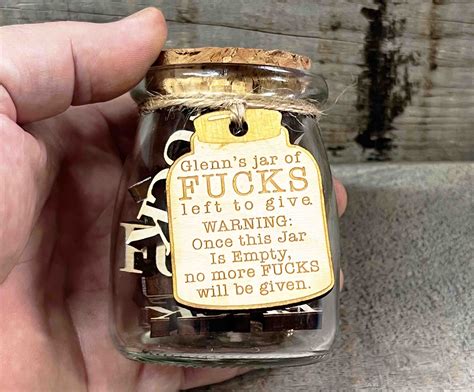 Glenn's jar of
FUCKS
left to give.
WARNING:
Once this Jar
Is Empty,
no more FUCKS
will be given.